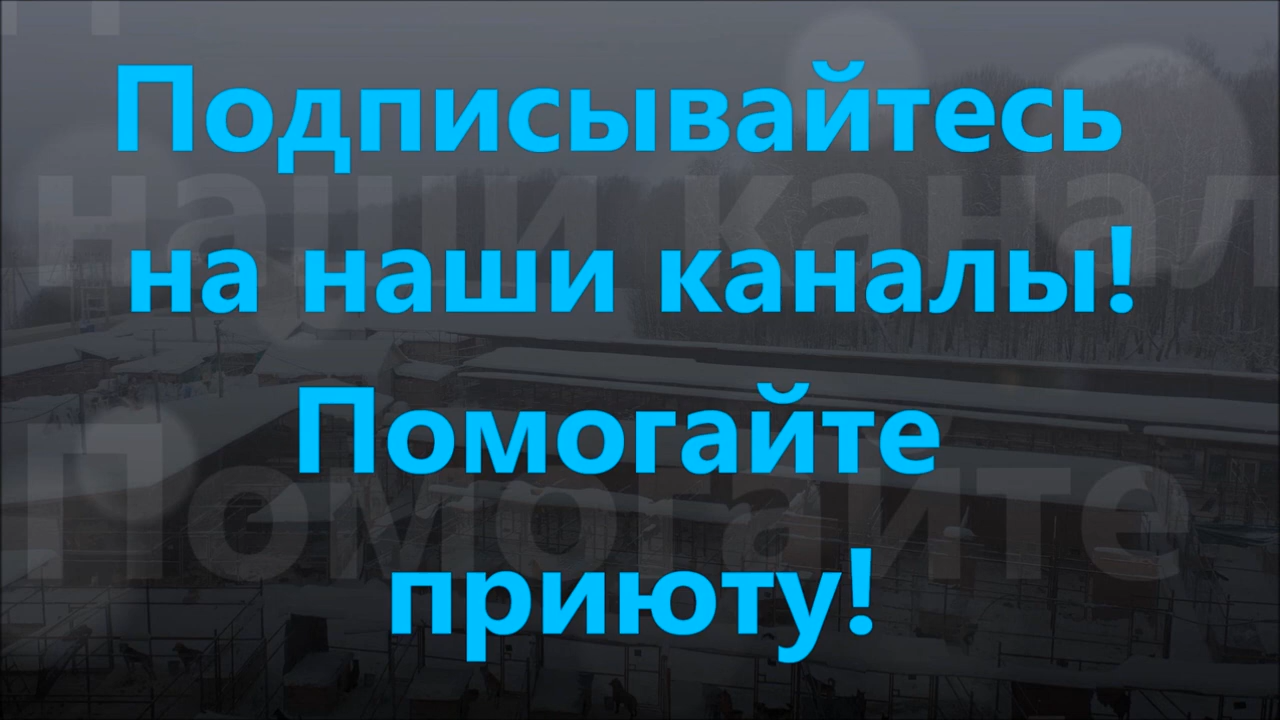 Подписывайтесь
на наши каналы!
Помогайте
приюту!